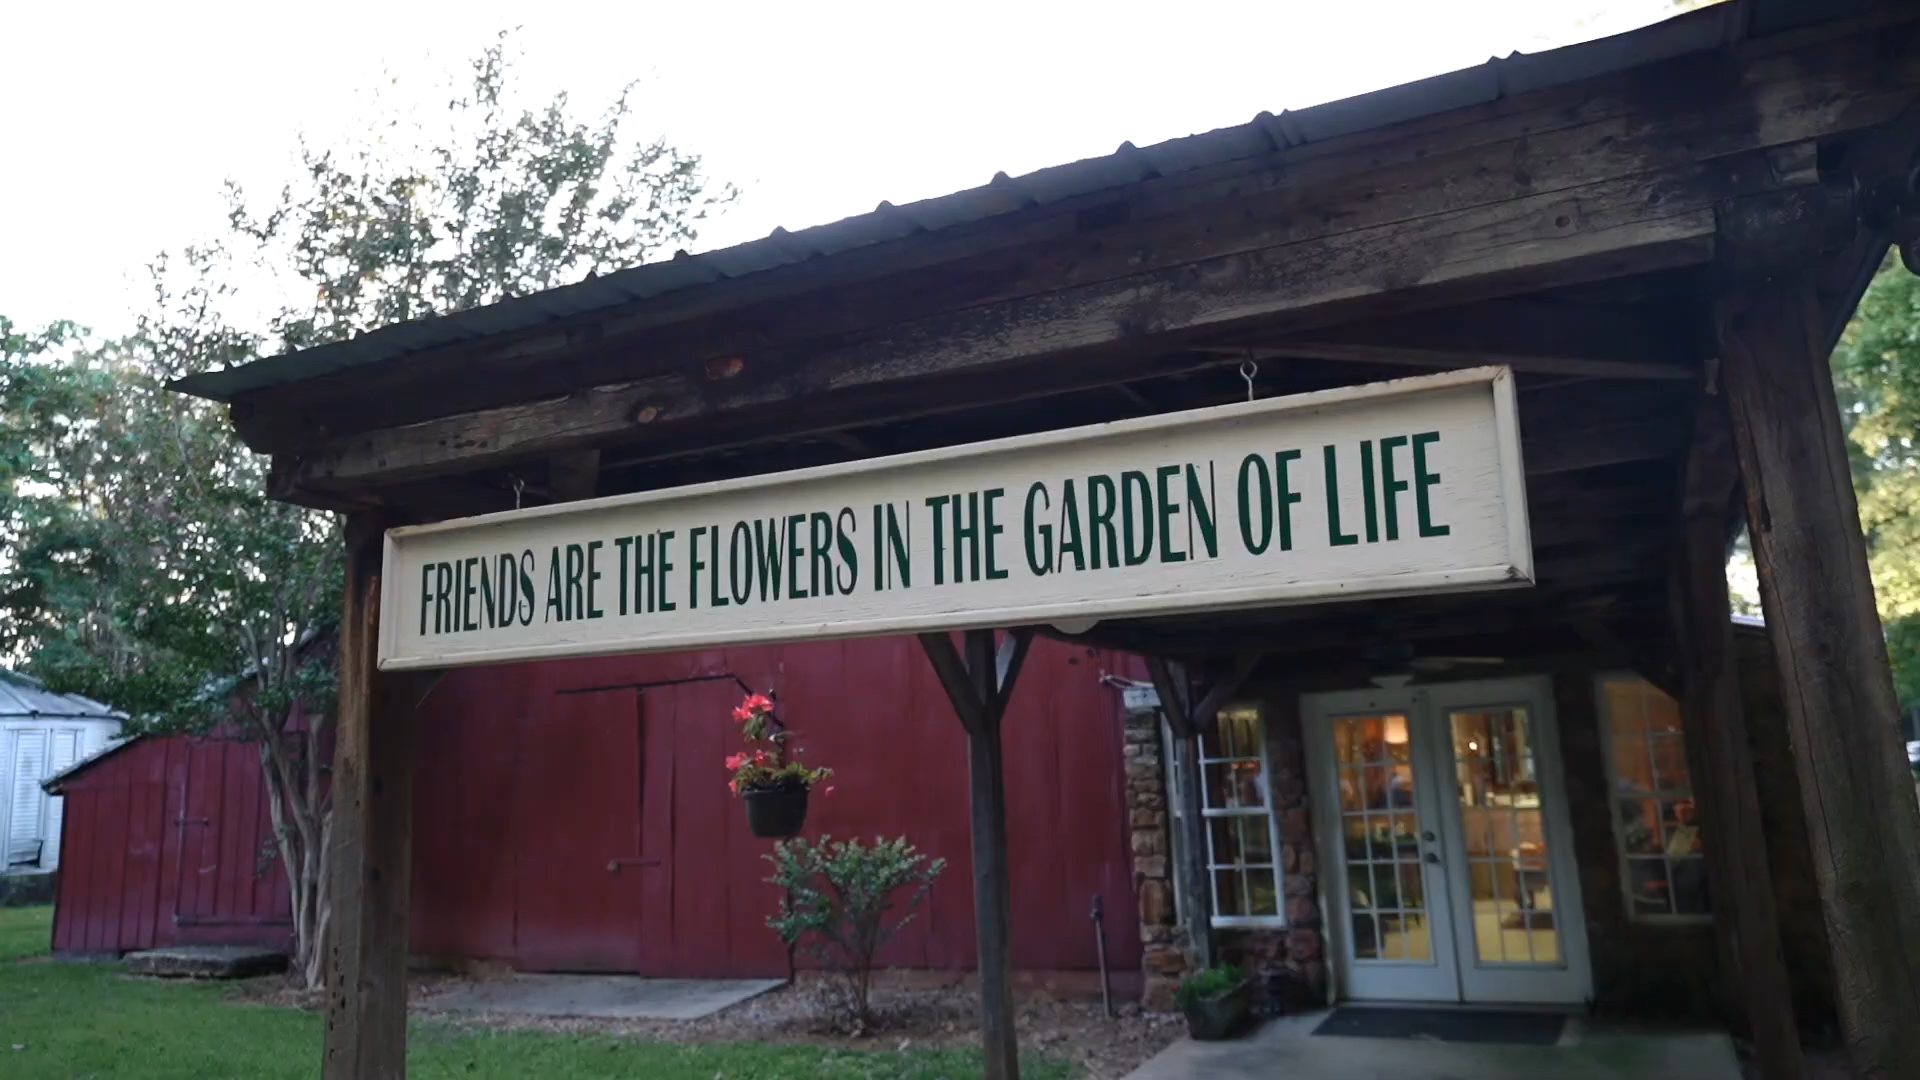 FRIENDS ARE THE FLOWERS IN THE GARDEN OF LIFE